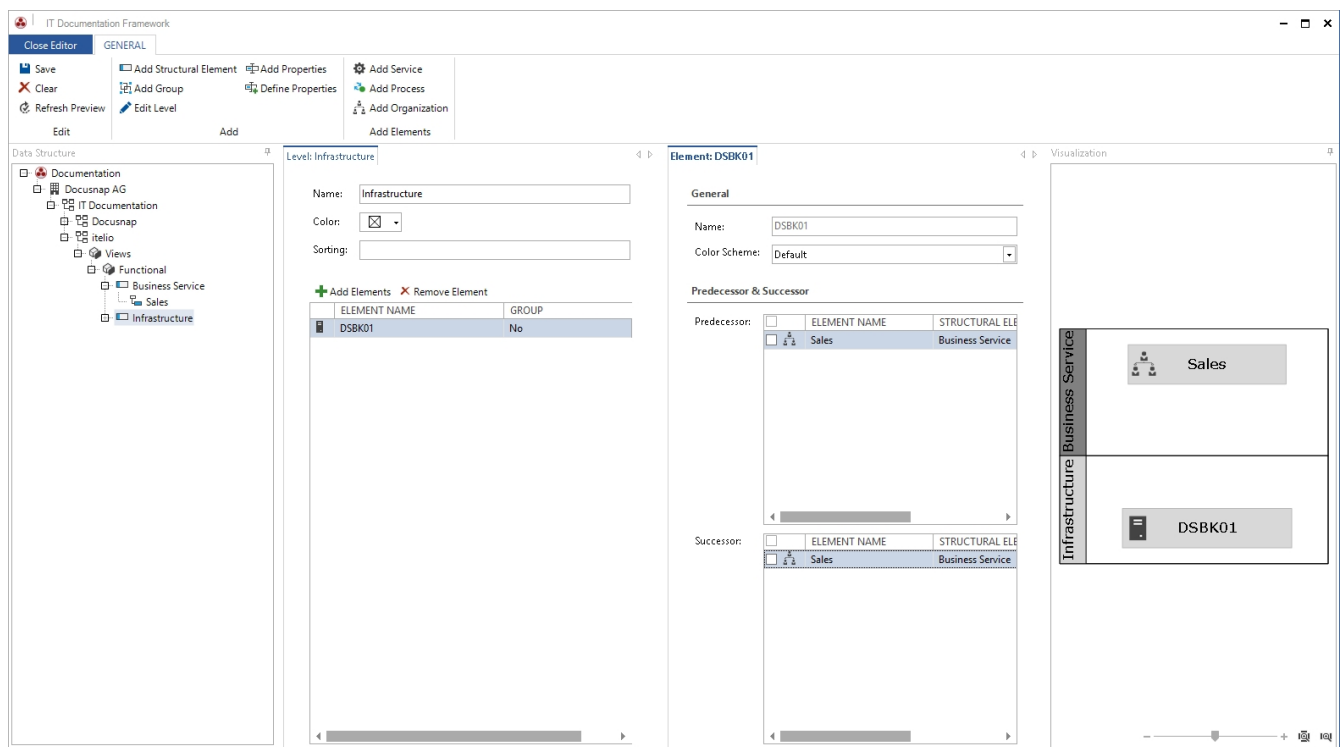 IT Documentation Framework
Close Editor GENERAL
Save Add Structural Element Add Properties Add Service
Clear Add Group Define Properties Add Process
Refresh Preview Edit Level Add Organization
Edit Add Add Elements
Data Structure
Documentation
Docusnap AG
IT Documentation
Docusnap
itelio
Views
Functional
Business Service
Sales
Infrastructure
Level: Infrastructure
Name: Infrastructure
Color:
Sorting:
Add Elements Remove Element
ELEMENT NAME GROUP
DSBK01 No
Element: DSBK01
General
Name: DSBK01
Color Scheme: Default
Predecessor & Successor
Predecessor: ELEMENT NAME STRUCTURAL ELE
Sales Business Service
Successor: ELEMENT NAME STRUCTURAL ELE
Sales Business Service
Visualization
Business Service
Sales
Infrastructure
DSBK01